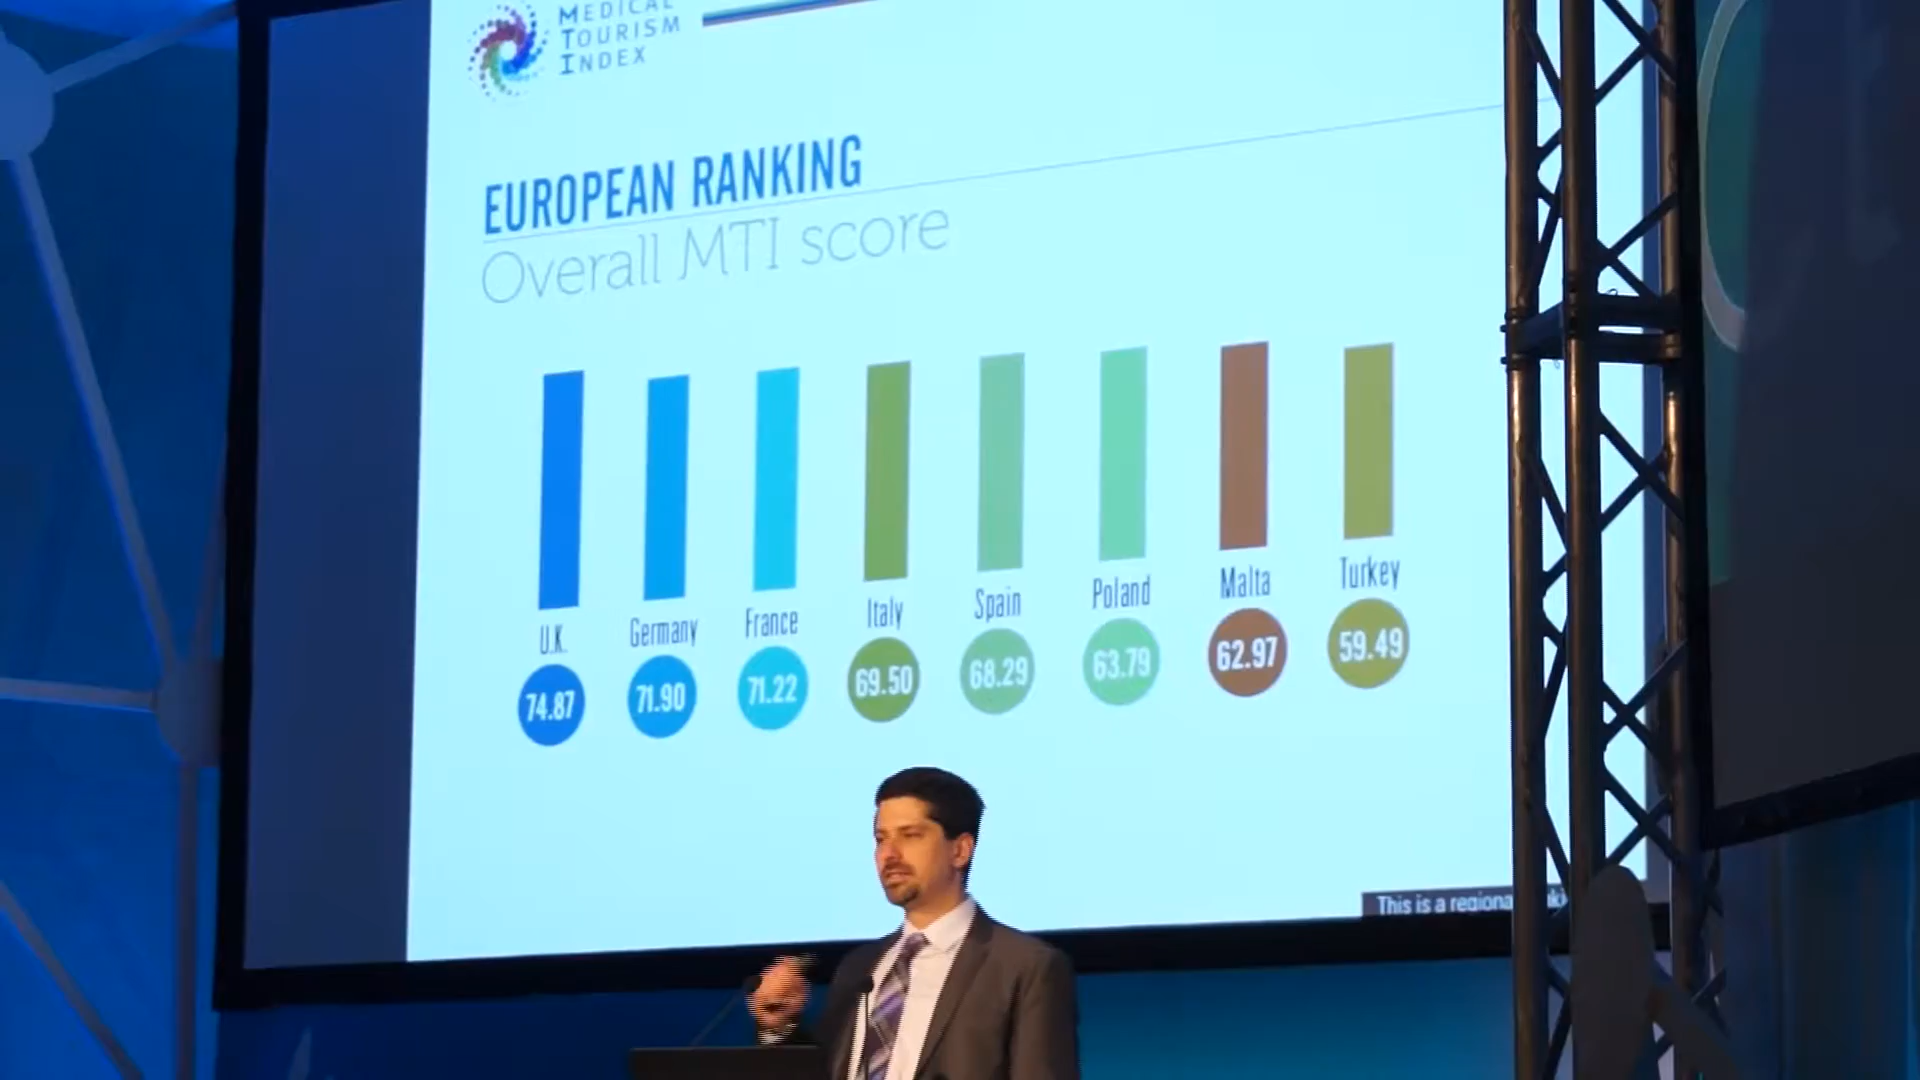 MEDICAL
TOURISM
INDEX
EUROPEAN RANKING
Overall MTI score
U.K.
Germany
France
Italy
Spain
Poland
Malta
Turkey
74.87
71.90
71.22
69.50
68.29
63.79
62.97
59.49
This is a regiona